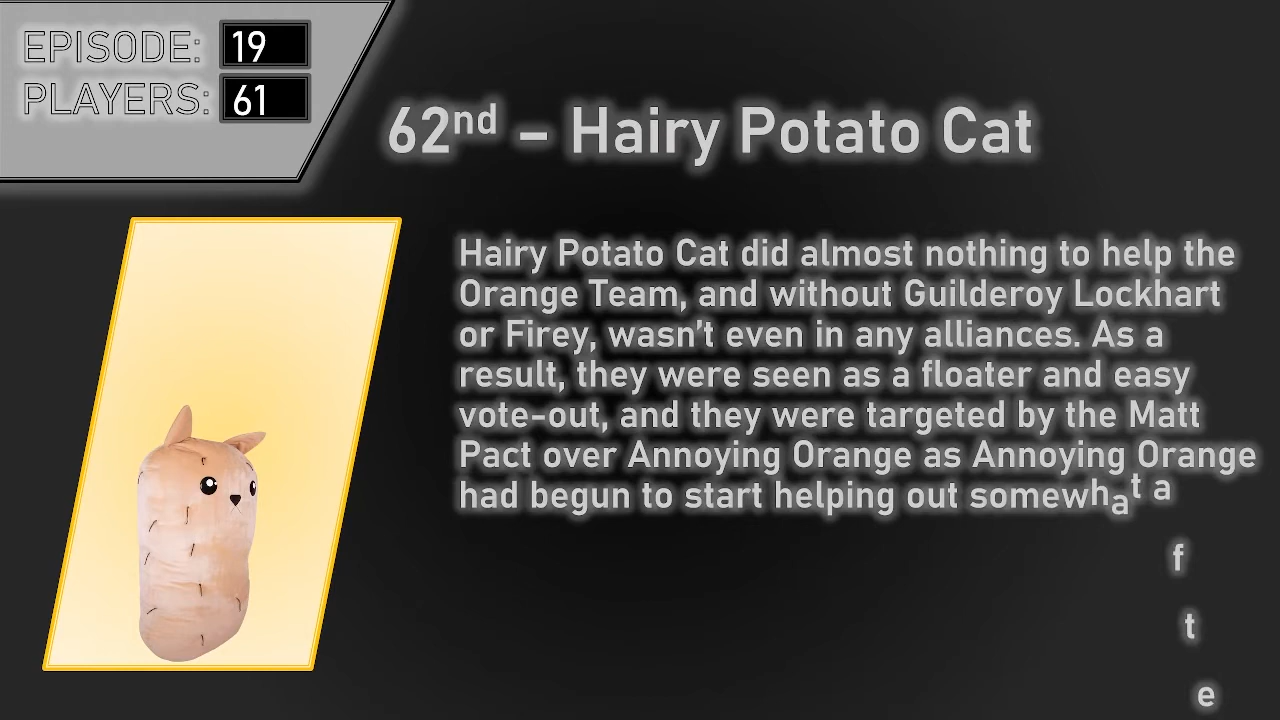 EPISODE: 19
PLAYERS: 61
62nd – Hairy Potato Cat
Hairy Potato Cat did almost nothing to help the
Orange Team, and without Guilderoy Lockhart
or Firey, wasn't even in any alliances. As a
result, they were seen as a floater and easy
vote-out, and they were targeted by the Matt
Pact over Annoying Orange as Annoying Orange
had begun to start helping out somewhat a
f
t
e